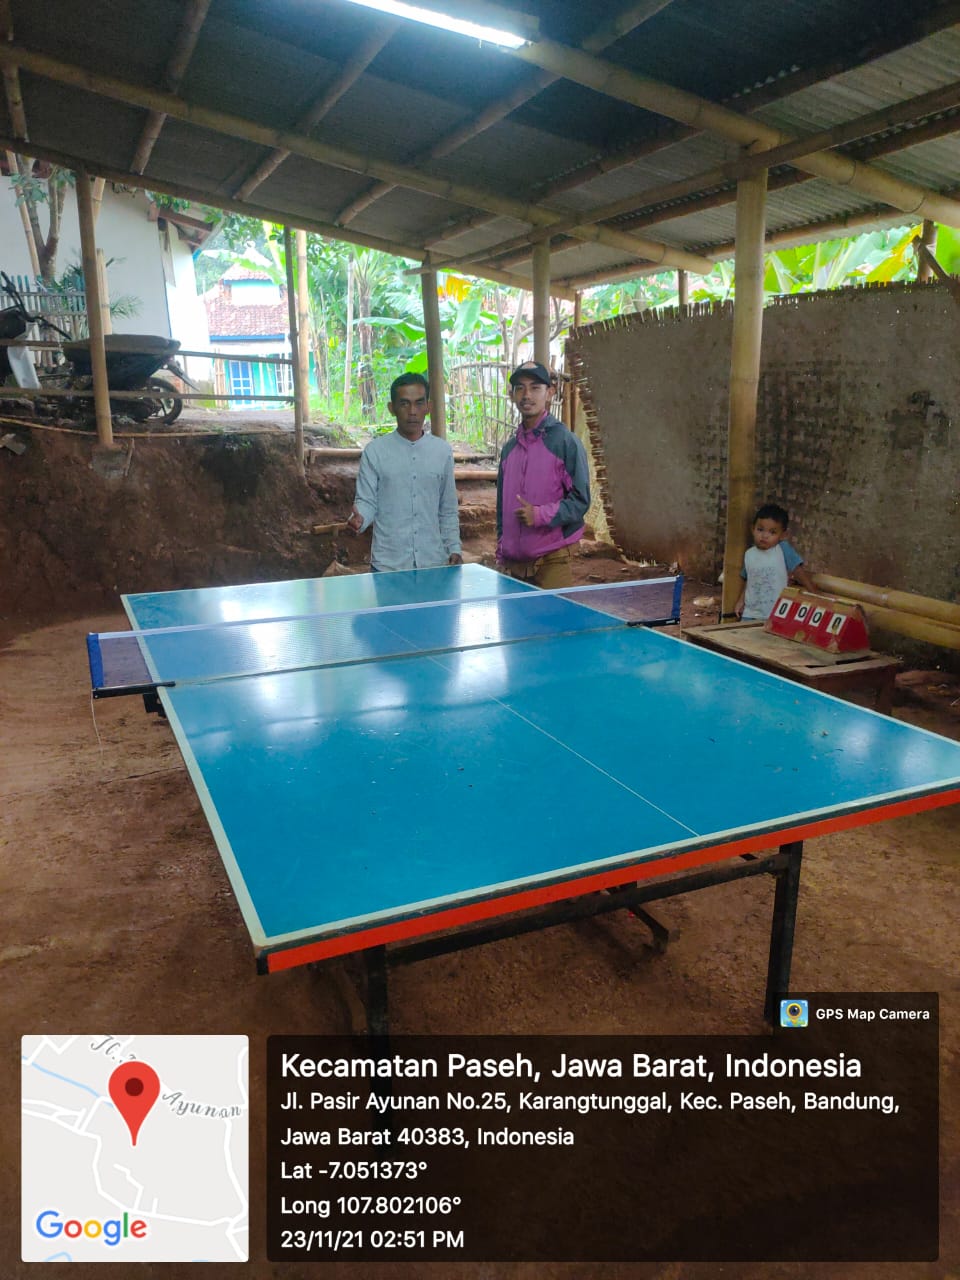 0 0 0 0
GPS Map Camera
Ayunan
Google
Kecamatan Paseh, Jawa Barat, Indonesia
Jl. Pasir Ayunan No.25, Karangtunggal, Kec. Paseh, Bandung,
Jawa Barat 40383, Indonesia
Lat -7.051373°
Long 107.802106°
23/11/21 02:51 PM